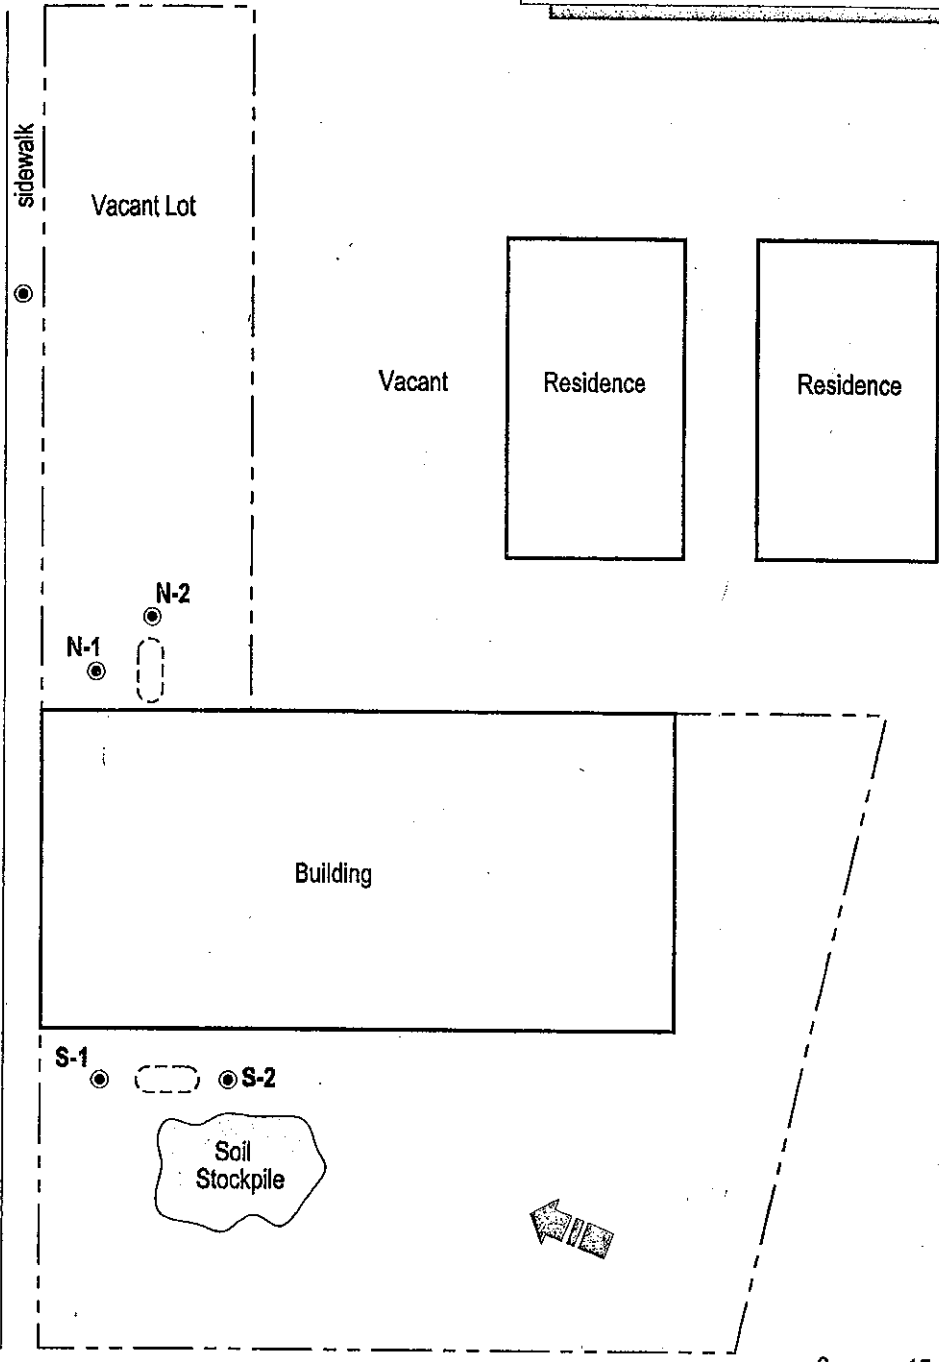 sidewalk
Vacant Lot
Vacant
Residence
Residence
N-2
N-1
Building
S-1
S-2
Soil
Stockpile